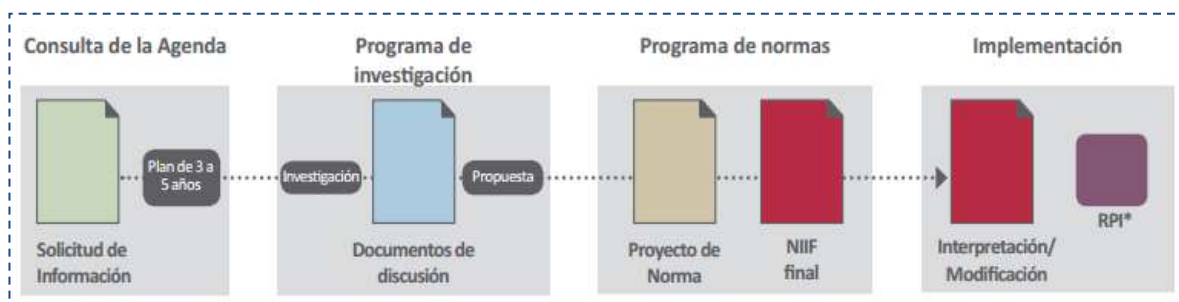 Consulta de la Agenda
Programa de
investigación
Programa de normas
Implementación
Plan de 3 a
5 años
Investigación
Propuesta
Solicitud de
Información
Documentos de
discusión
Proyecto de
Norma
NIIF
final
Interpretación/
Modificación
RPI*